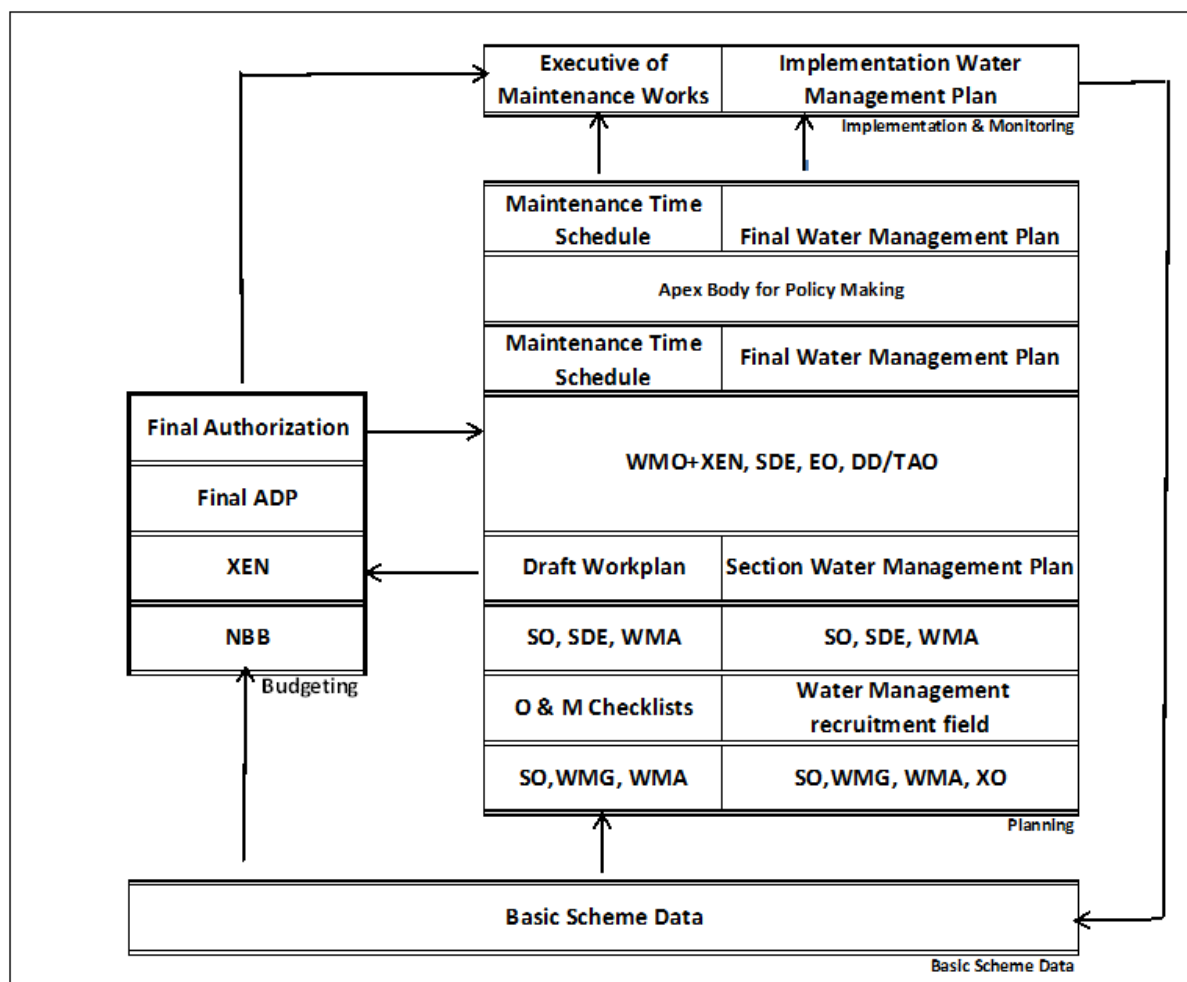 Executive of
Maintenance Works
Implementation Water
Management Plan
Implementation & Monitoring
Maintenance Time
Schedule
Final Water Management Plan
Apex Body for Policy Making
Maintenance Time
Schedule
Final Water Management Plan
Final Authorization
WMO+XEN, SDE, EO, DD/TAO
Final ADP
XEN
Draft Workplan
Section Water Management Plan
NBB
SO, SDE, WMA
SO, SDE, WMA
Budgeting
O & M Checklists
Water Management
recruitment field
SO,WMG, WMA
SO,WMG, WMA, XO
Planning
Basic Scheme Data
Basic Scheme Data